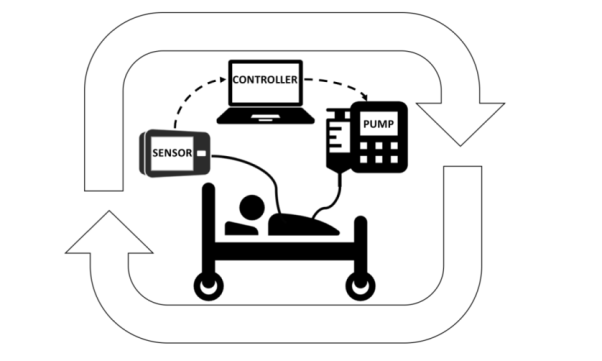 CONTROLLER
PUMP
SENSOR